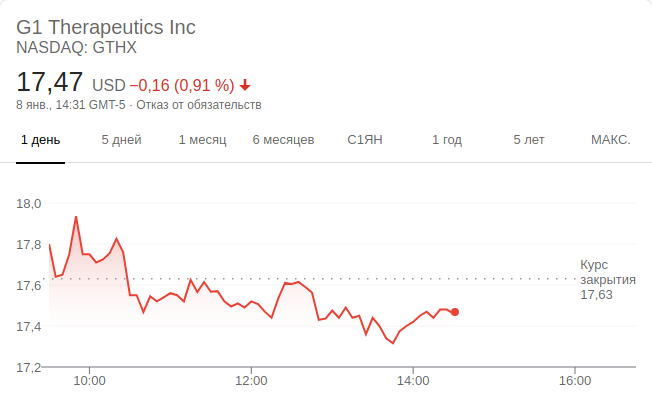 G1 Therapeutics Inc
NASDAQ: GTHX
17,47 USD −0,16 (0,91 %)
8 янв., 14:31 GMT-5 · Отказ от обязательств
1 день 5 дней 1 месяц 6 месяцев С1ЯН 1 год 5 лет МАКС.
18,0
17,8
Курс
закрытия
17,63
17,6
17,4
17,2
10:00 12:00 14:00 16:00